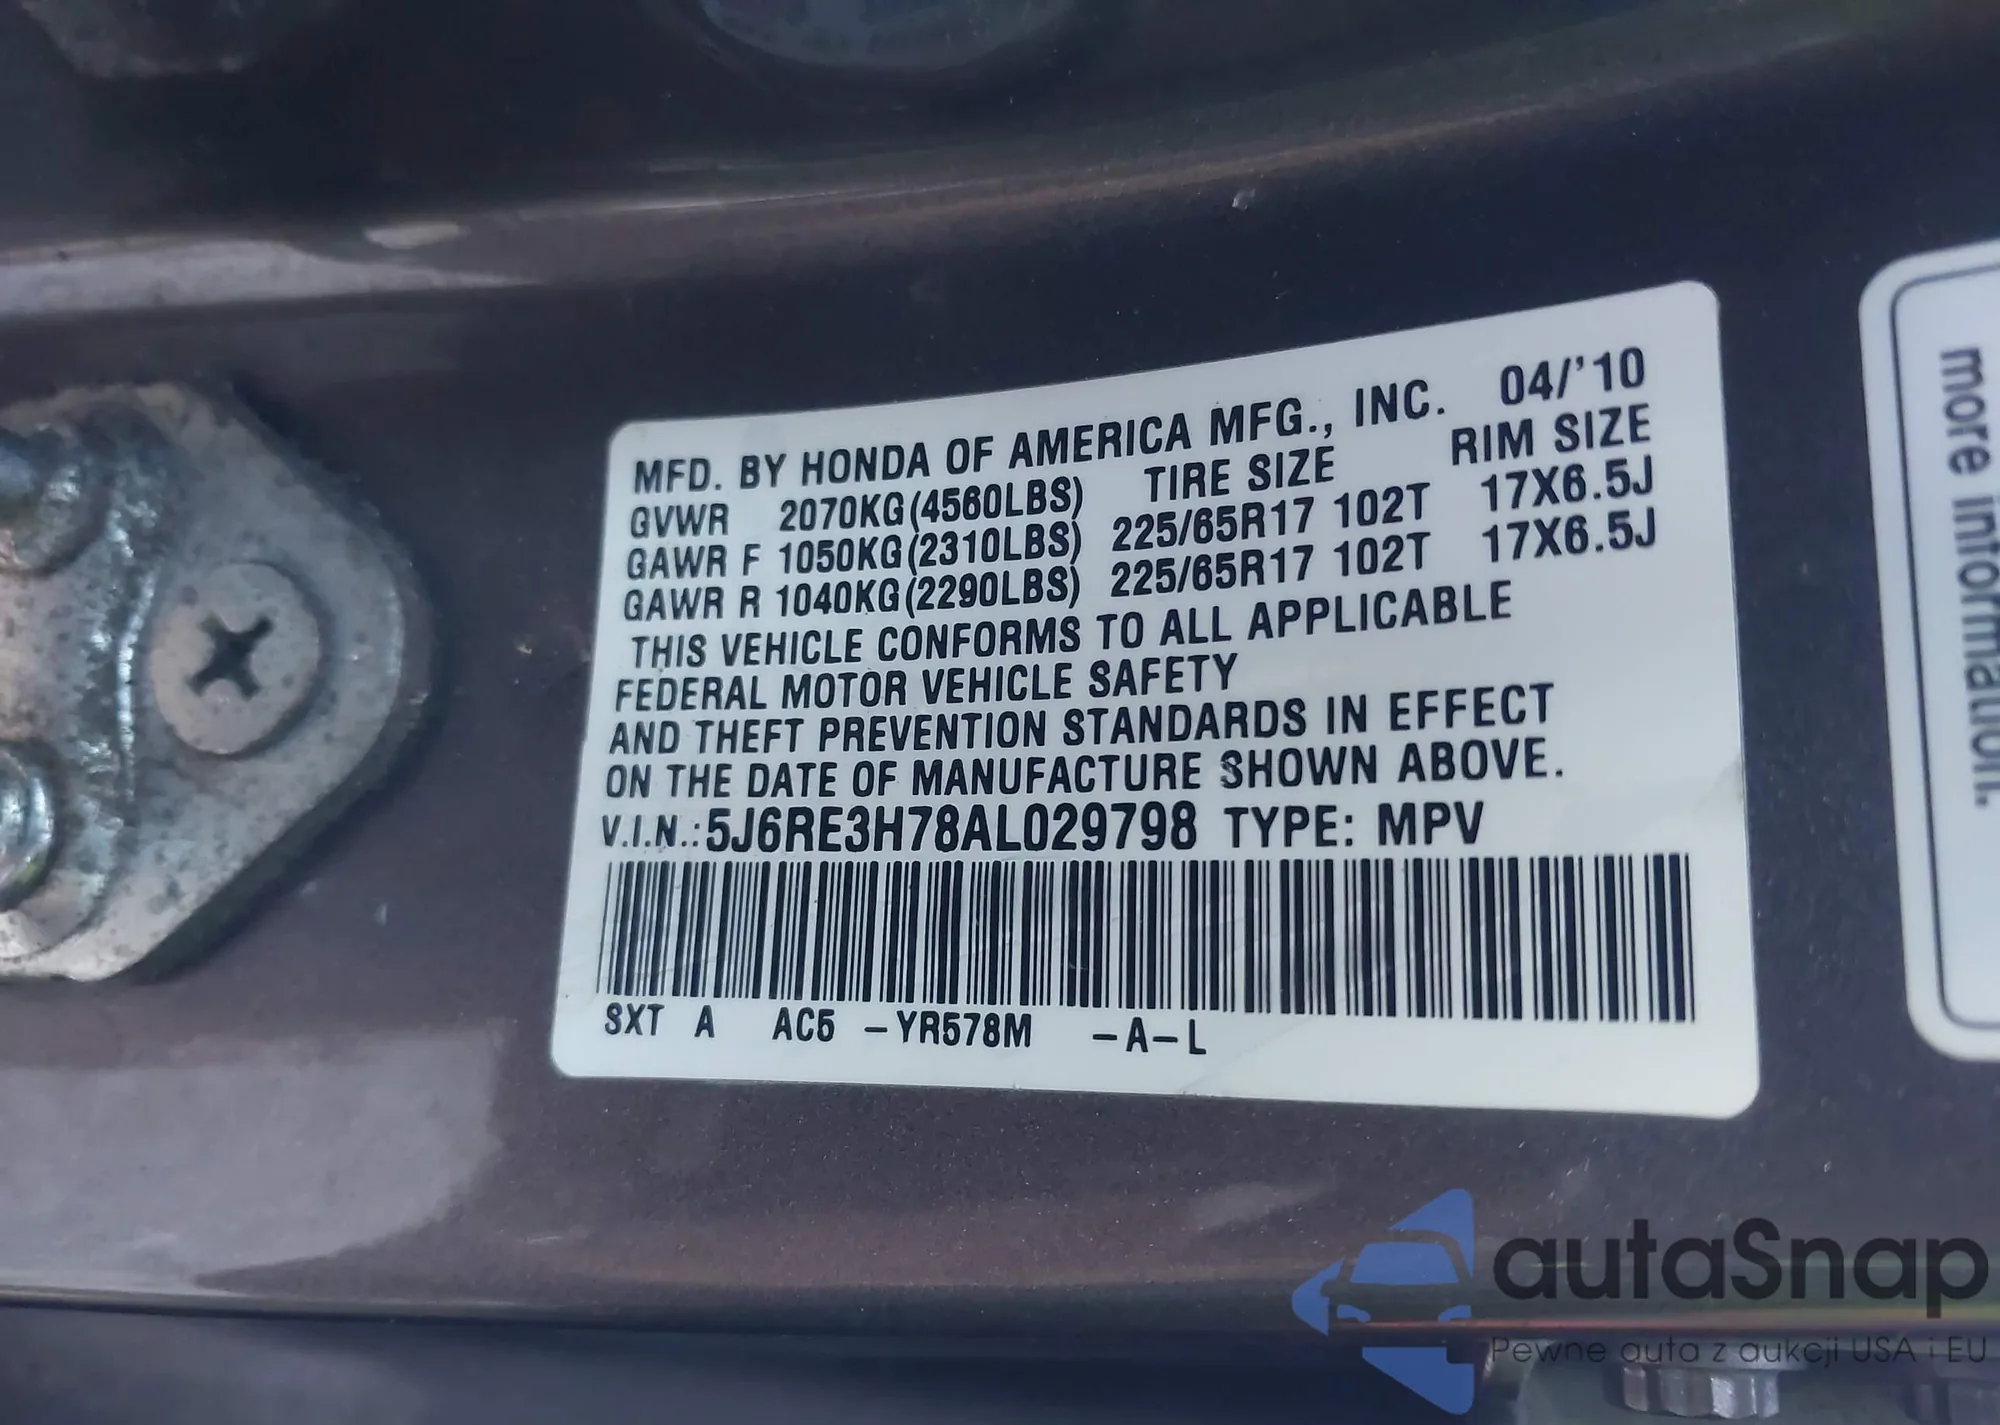 MFD. BY HONDA OF AMERICA MFG., INC. 04/'10
GVWR 2070KG(4560LBS) TIRE SIZE RIM SIZE
GAWR F 1050KG(2310LBS) 225/65R17 102T 17X6.5J
GAWR R 1040KG(2290LBS) 225/65R17 102T 17X6.5J
THIS VEHICLE CONFORMS TO ALL APPLICABLE
FEDERAL MOTOR VEHICLE SAFETY
AND THEFT PREVENTION STANDARDS IN EFFECT
ON THE DATE OF MANUFACTURE SHOWN ABOVE.
V.I.N.:5J6RE3H78AL029798 TYPE: MPV
SXT A AC5 –YR578M –A–L
more information.
autaSnap
Pewne auta z aukcji USA i EU